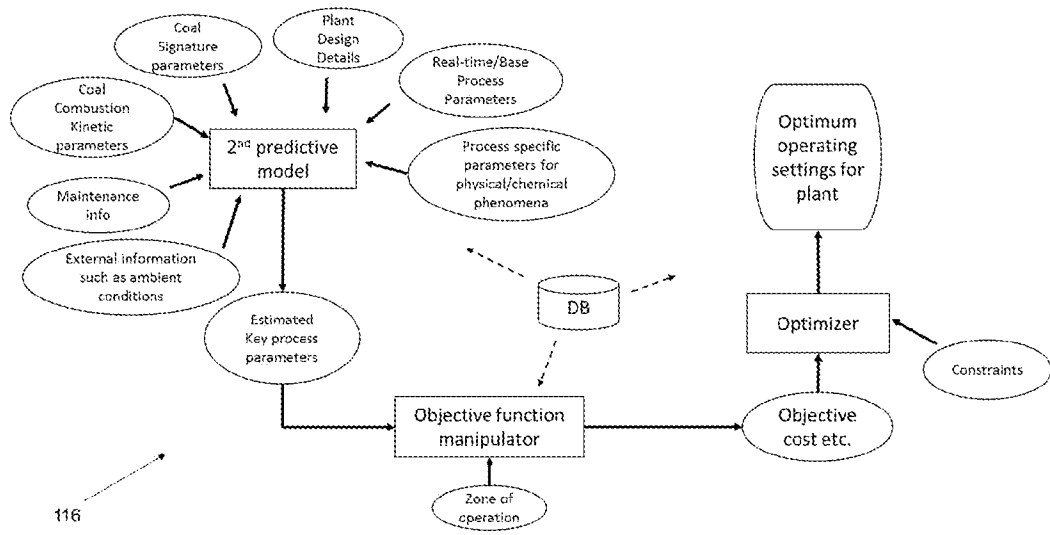 Coal
Signature
parameters
Plant
Design
Details
Real-time/Base
Process
Parameters
Coal
Combustion
Kinetic
parameters
2nd predictive
model
Process specific
parameters for
physical/chemical
phenomena
Maintenance
info
External information
such as ambient
conditions
Estimated
Key process
parameters
DB
Optimum
operating
settings for
plant
Optimizer
Constraints
Objective function
manipulator
Objective
cost etc.
Zone of
operation
116